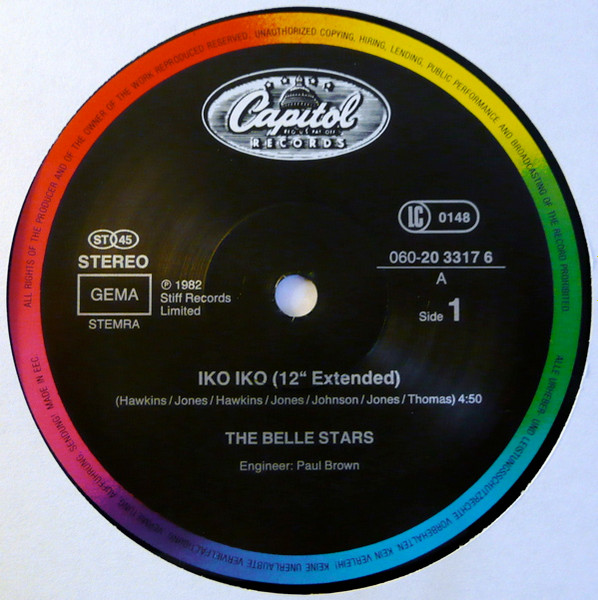 ALL RIGHTS OF THE PRODUCER AND OF THE OWNER OF THE WORK REPRODUCED RESERVED. UNAUTHORIZED COPYING, HIRING, LENDING, PUBLIC PERFORMANCE AND BROADCASTING OF THE RECORD PROHIBITED.
Capitol
RECORDS
LC 0148
ST 45
STEREO
GEMA
STEMRA
℗ 1982
Stiff Records
Limited
060-20 3317 6
A
Side 1
IKO IKO (12" Extended)
(Hawkins/Jones/Hawkins/Jones/Johnson/Jones/Thomas) 4:50
THE BELLE STARS
Engineer: Paul Brown
ALLE URHEBER- UND LEISTUNGSSCHUTZRECHTE VORBEHALTEN. KEIN VERLEIH! KEINE UNERLAUBTE VERVIELFÄLTIGUNG, VERMIETUNG, AUFFÜHRUNG, SENDUNG! MADE IN EEC.